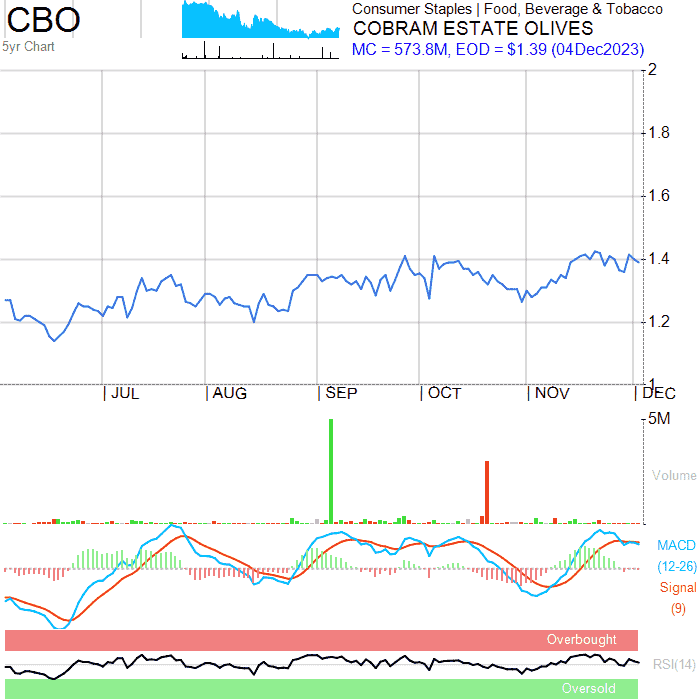 CBO
5yr Chart
Consumer Staples | Food, Beverage & Tobacco
COBRAM ESTATE OLIVES
MC = 573.8M, EOD = $1.39 (04Dec2023)
2
1.8
1.6
1.4
1.2
1
JUL
AUG
SEP
OCT
NOV
DEC
5M
Volume
MACD
(12-26)
Signal
(9)
Overbought
RSI(14)
Oversold